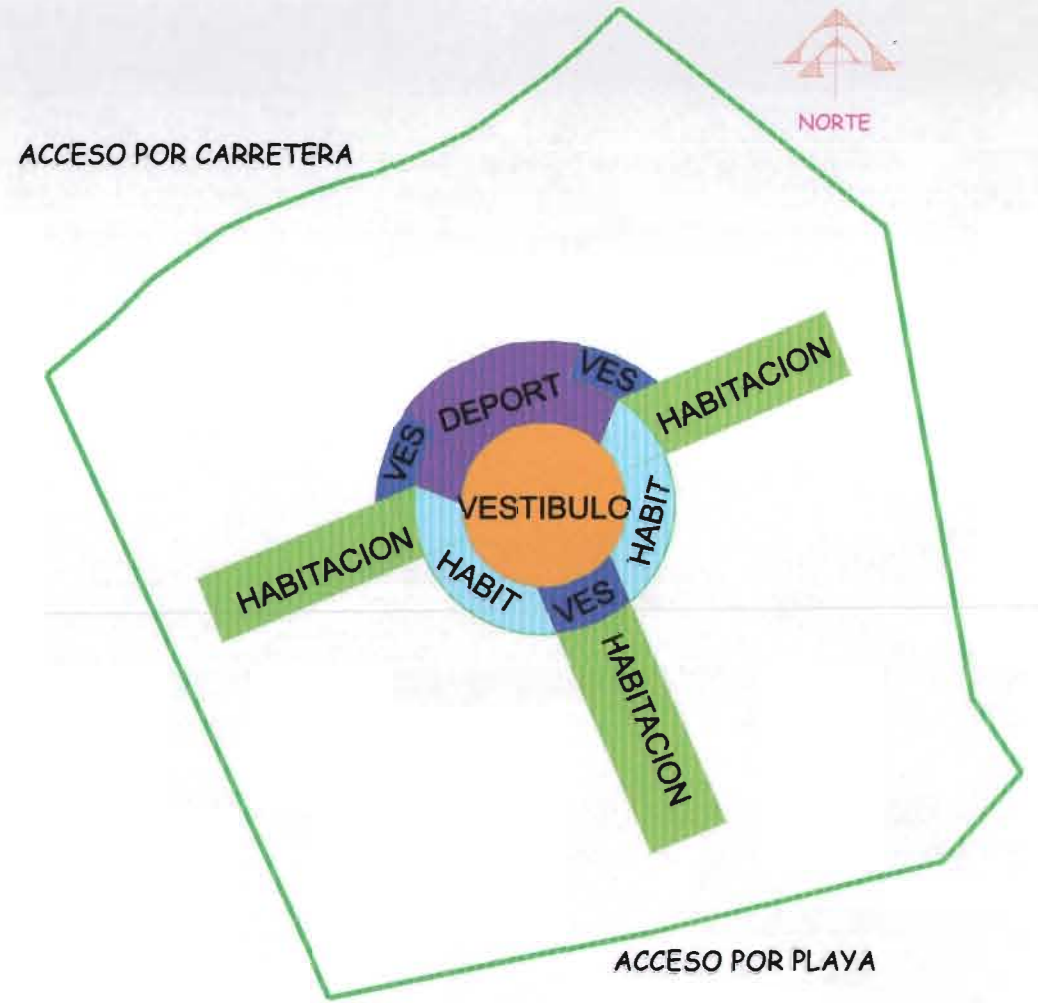 NORTE
ACCESO POR CARRETERA
VES
DEPORT
HABITACION
VES
VESTIBULO
HABIT
HABITACION
HABIT
VES
HABITACION
ACCESO POR PLAYA